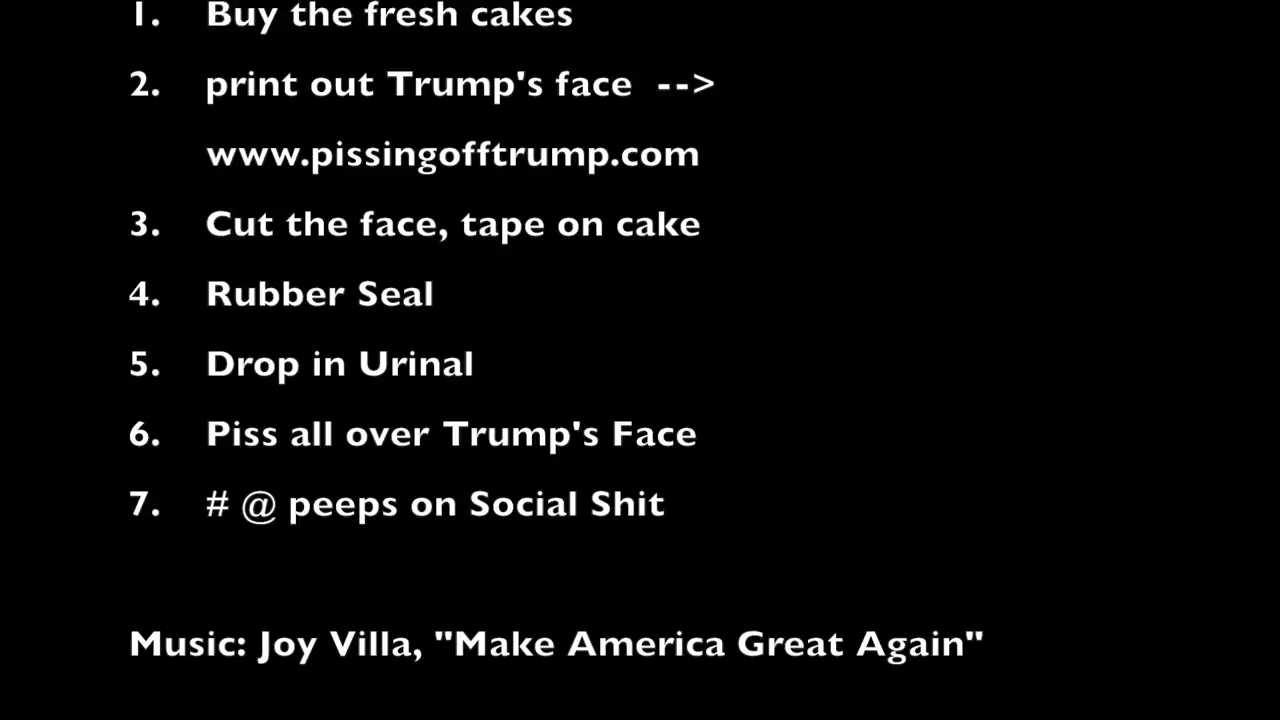 1. Buy the fresh cakes
2. print out Trump's face -->
www.pissingofftrump.com
3. Cut the face, tape on cake
4. Rubber Seal
5. Drop in Urinal
6. Piss all over Trump's Face
7. # @ peeps on Social Shit
Music: Joy Villa, "Make America Great Again"